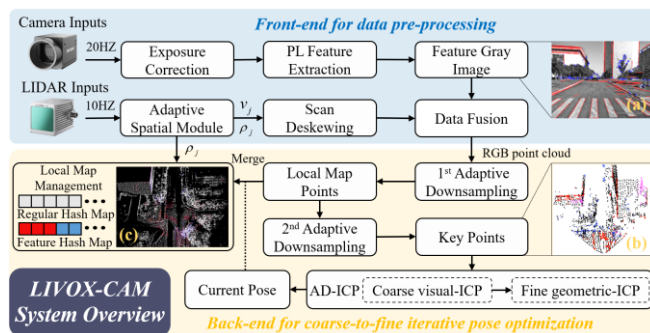 Camera Inputs
Front-end for data pre-processing
20HZ
Exposure
Correction
PL Feature
Extraction
Feature Gray
Image
(a)
LIDAR Inputs
10HZ
Adaptive
Spatial Module
v_j
ρ_j
Scan
Deskewing
Data Fusion
ρ_j
Merge
RGB point cloud
Local Map
Management
Regular Hash Map
Feature Hash Map
(c)
Local Map
Points
1st Adaptive
Downsampling
2nd Adaptive
Downsampling
Key Points
(b)
LIVOX-CAM
System Overview
Current Pose
AD-ICP
Coarse visual-ICP
Fine geometric-ICP
Back-end for coarse-to-fine iterative pose optimization